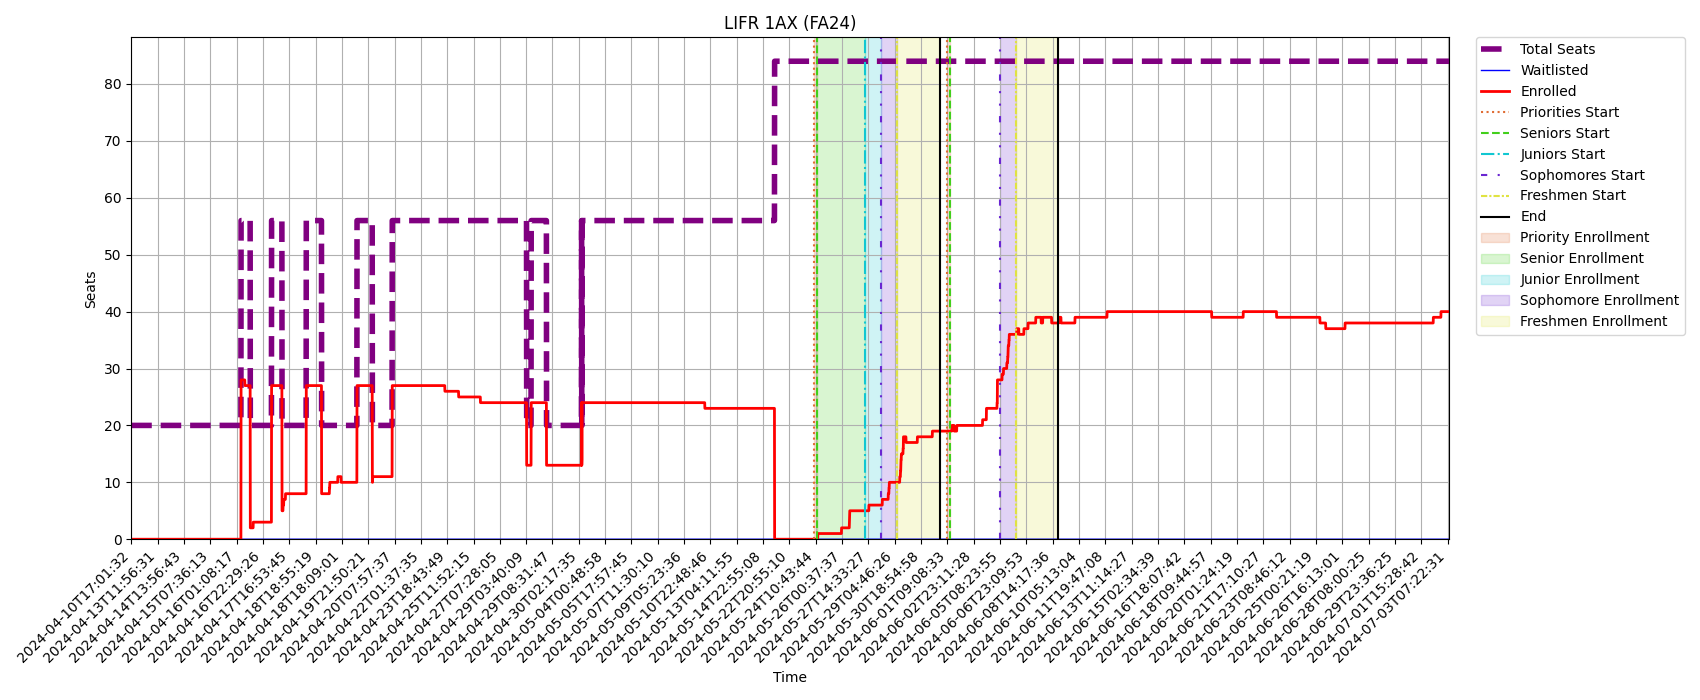 LIFR 1AX (FA24)
Total Seats
Waitlisted
Enrolled
Priorities Start
Seniors Start
Juniors Start
Sophomores Start
Freshmen Start
End
Priority Enrollment
Senior Enrollment
Junior Enrollment
Sophomore Enrollment
Freshmen Enrollment
Seats
80
70
60
50
40
30
20
10
0
2024-04-10T17:01:32
2024-04-13T11:56:31
2024-04-14T13:56:43
2024-04-15T07:36:13
2024-04-16T01:08:17
2024-04-16T22:29:26
2024-04-17T16:53:45
2024-04-18T18:55:19
2024-04-18T18:09:01
2024-04-19T21:50:21
2024-04-20T07:57:37
2024-04-22T01:37:35
2024-04-23T18:43:49
2024-04-25T11:52:15
2024-04-27T07:28:05
2024-04-29T03:40:09
2024-04-29T08:31:47
2024-04-30T02:17:35
2024-05-04T00:48:58
2024-05-05T17:57:45
2024-05-07T11:30:10
2024-05-09T05:23:36
2024-05-10T22:48:46
2024-05-13T04:11:55
2024-05-14T22:55:08
2024-05-22T20:55:10
2024-05-24T10:43:44
2024-05-26T00:37:37
2024-05-27T14:33:27
2024-05-29T04:46:26
2024-05-30T18:54:58
2024-06-01T09:08:33
2024-06-02T23:11:28
2024-06-05T08:23:55
2024-06-06T23:09:53
2024-06-08T14:17:36
2024-06-10T05:13:04
2024-06-11T19:47:08
2024-06-13T11:14:27
2024-06-15T02:34:39
2024-06-16T18:07:42
2024-06-18T09:44:57
2024-06-20T01:24:19
2024-06-21T17:10:27
2024-06-23T08:46:12
2024-06-25T00:21:19
2024-06-26T16:13:01
2024-06-28T08:00:25
2024-06-29T23:36:25
2024-07-01T15:28:42
2024-07-03T07:22:31
Time